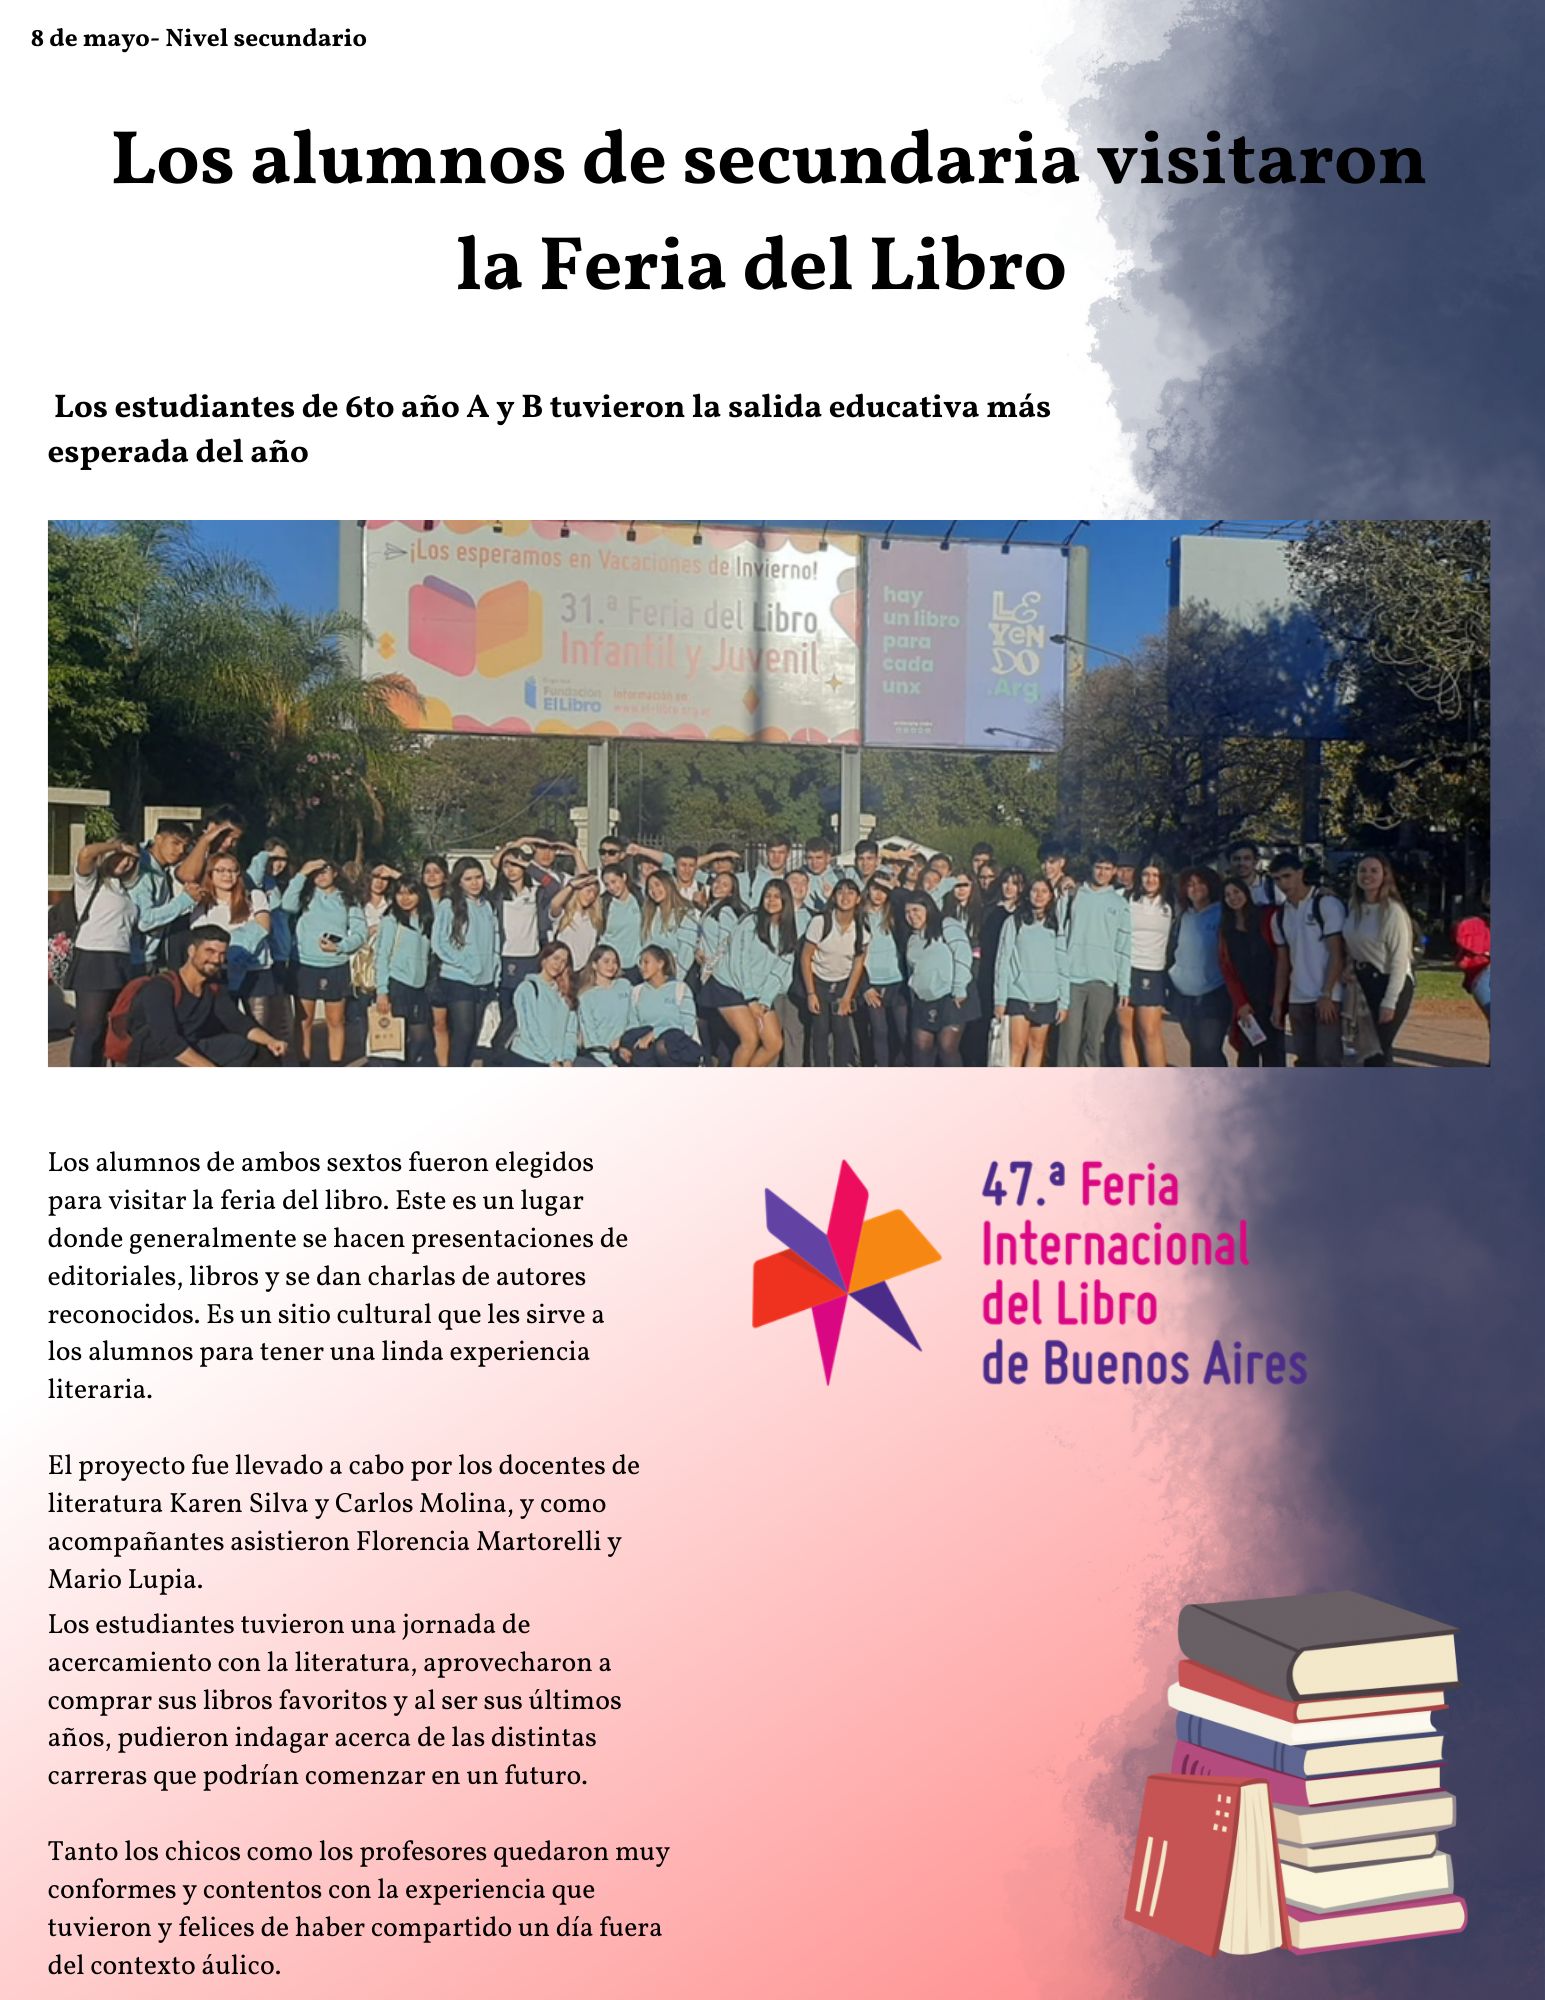 8 de mayo- Nivel secundario
Los alumnos de secundaria visitaron
la Feria del Libro
Los estudiantes de 6to año A y B tuvieron la salida educativa más
esperada del año
¡Los esperamos en Vacaciones de Invierno!
31.ª Feria del Libro
Infantil y Juvenil
Fundación
El Libro
información en
www.el-libro.org.ar
hay
un libro
para
cada
unx
LE
YeN
DO
.Arg
Los alumnos de ambos sextos fueron elegidos
para visitar la feria del libro. Este es un lugar
donde generalmente se hacen presentaciones de
editoriales, libros y se dan charlas de autores
reconocidos. Es un sitio cultural que les sirve a
los alumnos para tener una linda experiencia
literaria.
El proyecto fue llevado a cabo por los docentes de
literatura Karen Silva y Carlos Molina, y como
acompañantes asistieron Florencia Martorelli y
Mario Lupia.
Los estudiantes tuvieron una jornada de
acercamiento con la literatura, aprovecharon a
comprar sus libros favoritos y al ser sus últimos
años, pudieron indagar acerca de las distintas
carreras que podrían comenzar en un futuro.
Tanto los chicos como los profesores quedaron muy
conformes y contentos con la experiencia que
tuvieron y felices de haber compartido un día fuera
del contexto áulico.
47.ª Feria
Internacional
del Libro
de Buenos Aires